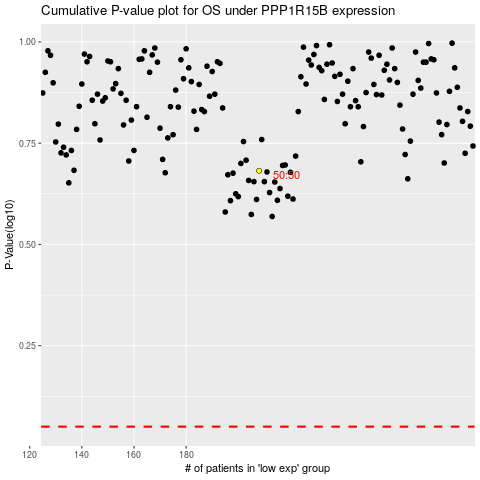 Cumulative P-value plot for OS under PPP1R15B expression
P-Value(log10)
1.00
0.75
0.50
0.25
50:50
120 140 160 180
# of patients in 'low exp' group